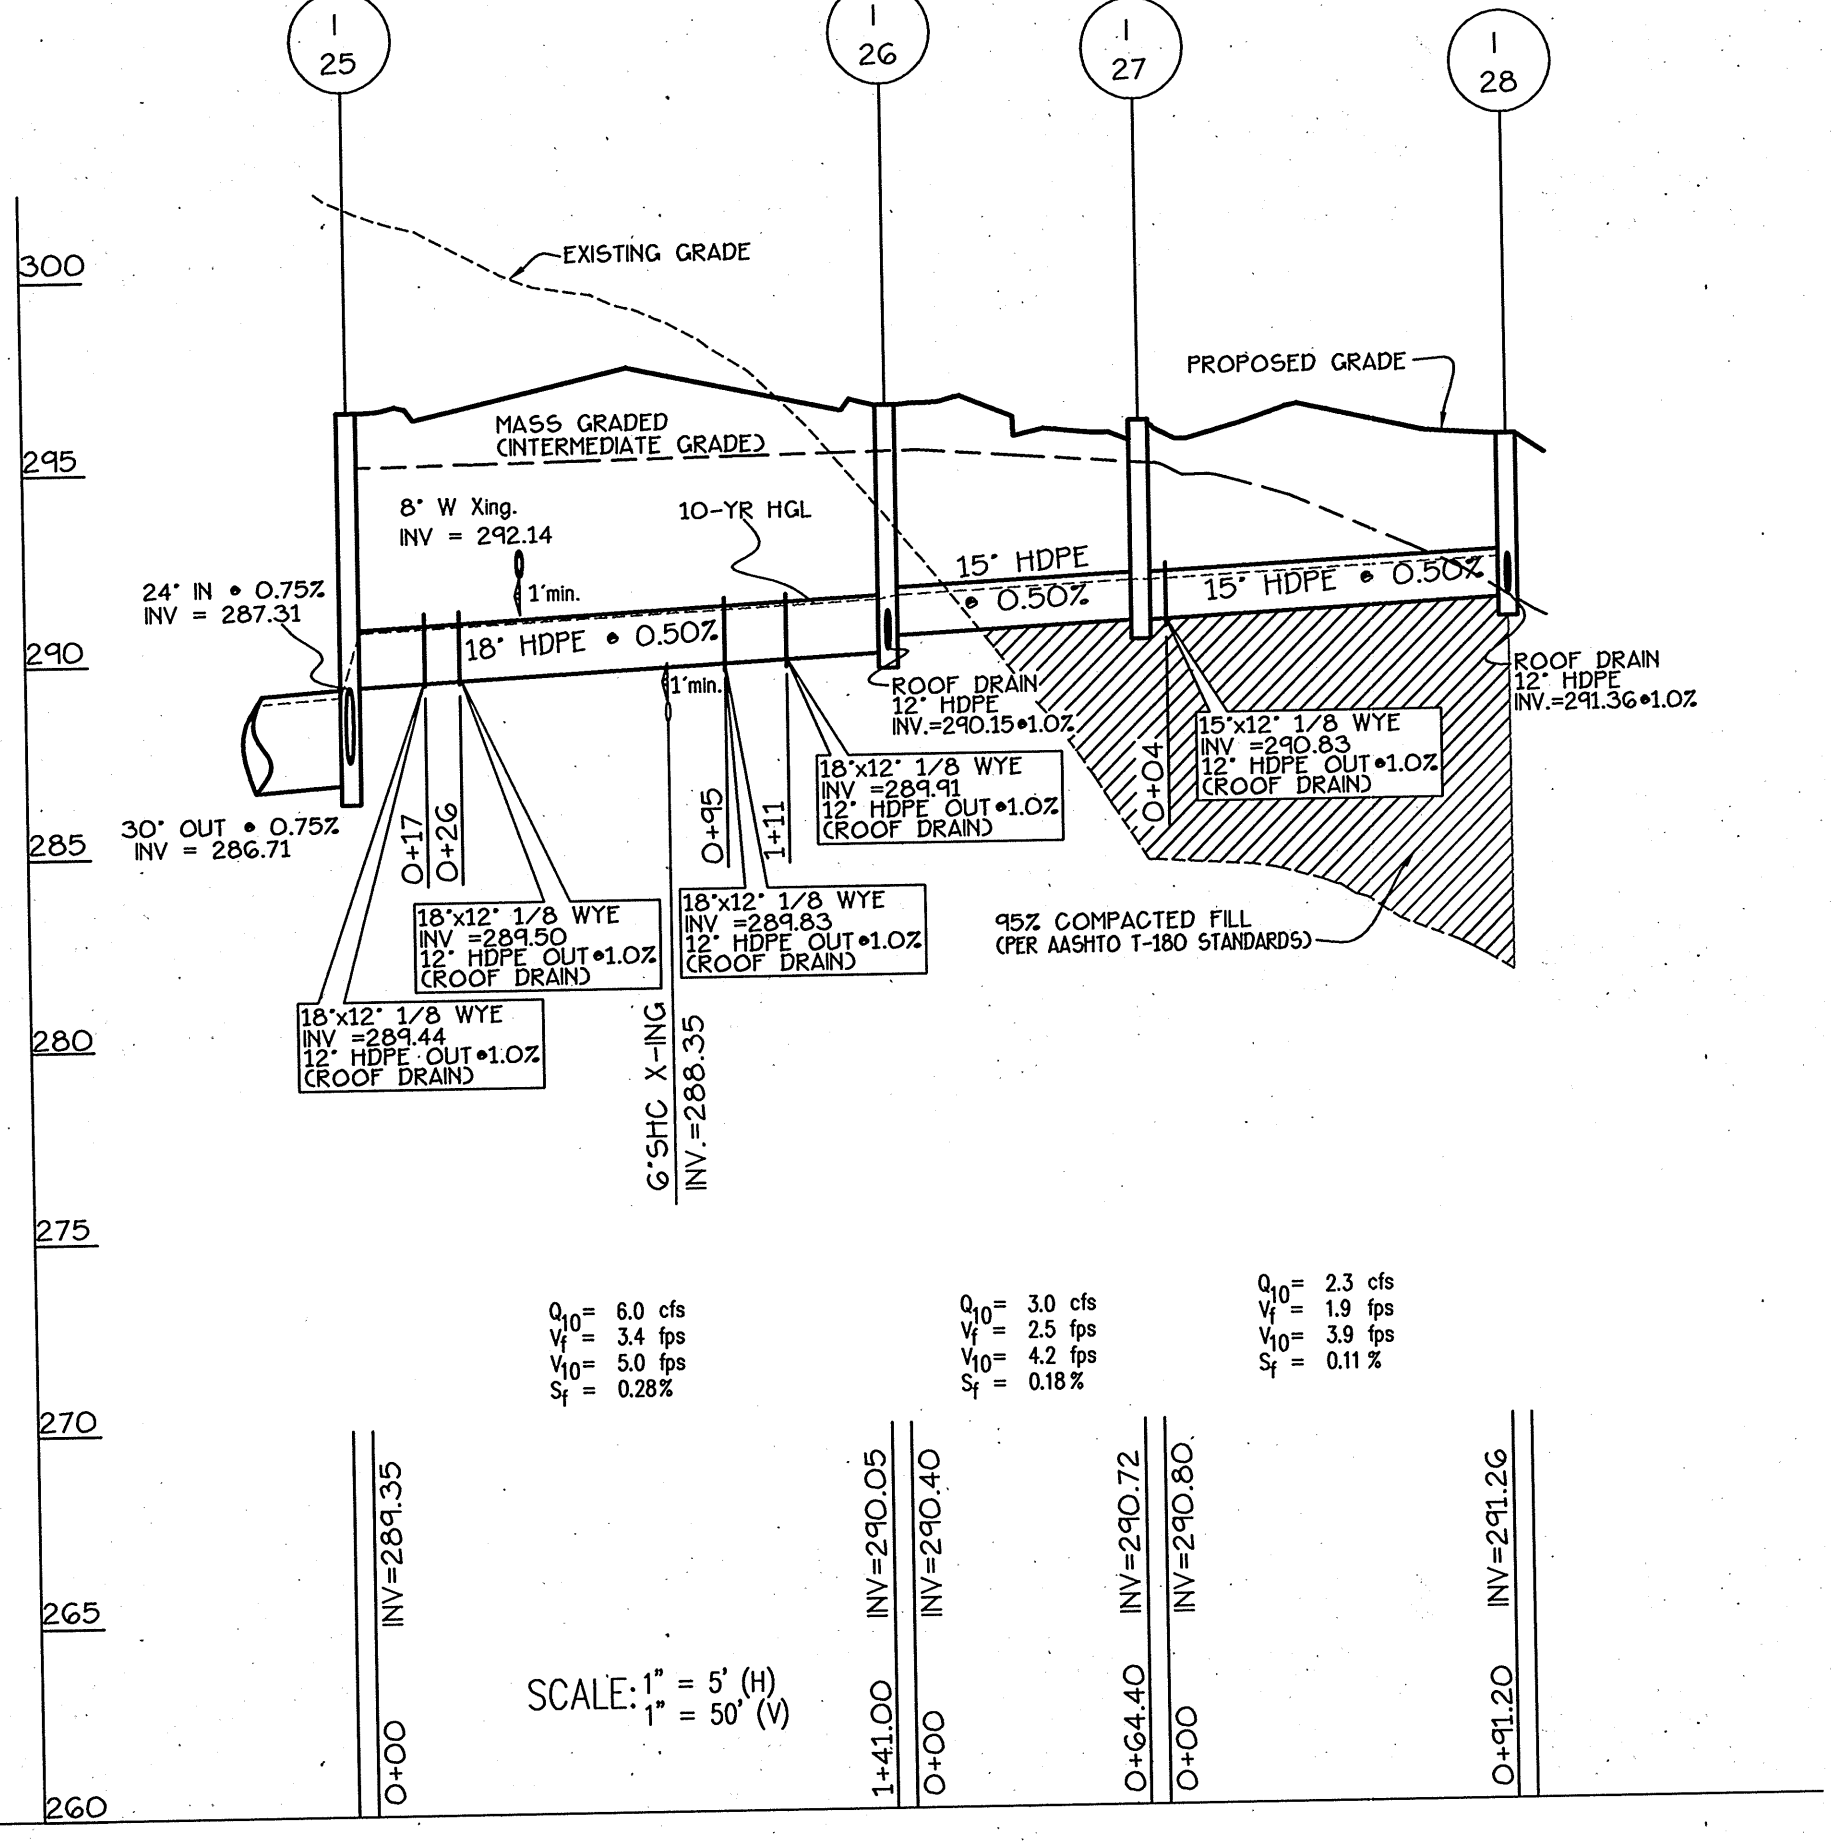 I
25
I
26
I
27
I
28
300
295
290
285
280
275
270
265
260
EXISTING GRADE
PROPOSED GRADE
MASS GRADED
(INTERMEDIATE GRADE)
8" W Xing.
INV = 292.14
1'min.
10-YR HGL
24" IN @ 0.75%
INV = 287.31
18" HDPE @ 0.50%
15" HDPE
@ 0.50%
15" HDPE @ 0.50%
1'min.
ROOF DRAIN
12" HDPE
INV.=290.15@1.0%
ROOF DRAIN
12" HDPE
INV.=291.36@1.0%
30" OUT @ 0.75%
INV = 286.71
0+17
0+26
0+95
1+11
0+04
18"x12" 1/8 WYE
INV =289.91
12" HDPE OUT@1.0%
(ROOF DRAIN)
15"x12" 1/8 WYE
INV =290.83
12" HDPE OUT@1.0%
(ROOF DRAIN)
18"x12" 1/8 WYE
INV =289.50
12" HDPE OUT@1.0%
(ROOF DRAIN)
18"x12" 1/8 WYE
INV =289.83
12" HDPE OUT@1.0%
(ROOF DRAIN)
18"x12" 1/8 WYE
INV =289.44
12" HDPE OUT@1.0%
(ROOF DRAIN)
95% COMPACTED FILL
(PER AASHTO T-180 STANDARDS)
6"SHC X-ING
INV.=288.35
Q10= 6.0 cfs
Vf = 3.4 fps
V10= 5.0 fps
Sf = 0.28%
Q10= 3.0 cfs
Vf = 2.5 fps
V10= 4.2 fps
Sf = 0.18%
Q10= 2.3 cfs
Vf = 1.9 fps
V10= 3.9 fps
Sf = 0.11%
INV=289.35
0+00
INV=290.05
1+41.00
INV=290.40
0+00
INV=290.72
0+64.40
INV=290.80
0+00
INV=291.26
0+91.20
SCALE: 1" = 5' (H)
1" = 50' (V)